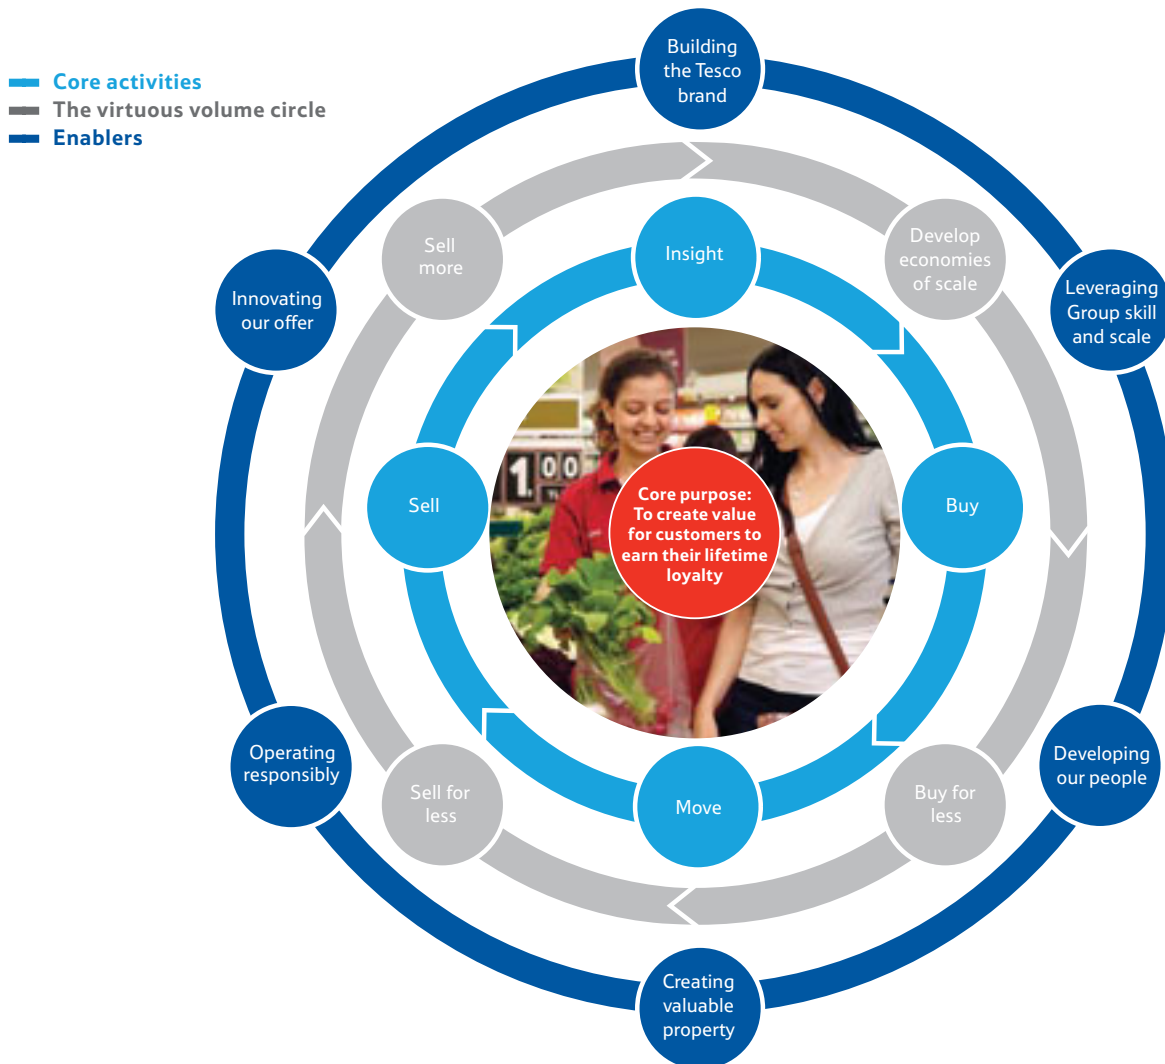 Core activities
The virtuous volume circle
Enablers
Building
the Tesco
brand
Sell
more
Insight
Develop
economies
of scale
Innovating
our offer
Leveraging
Group skill
and scale
1 00
Sell
Core purpose:
To create value
for customers to
earn their lifetime
loyalty
Buy
Operating
responsibly
Sell for
less
Move
Buy for
less
Developing
our people
Creating
valuable
property